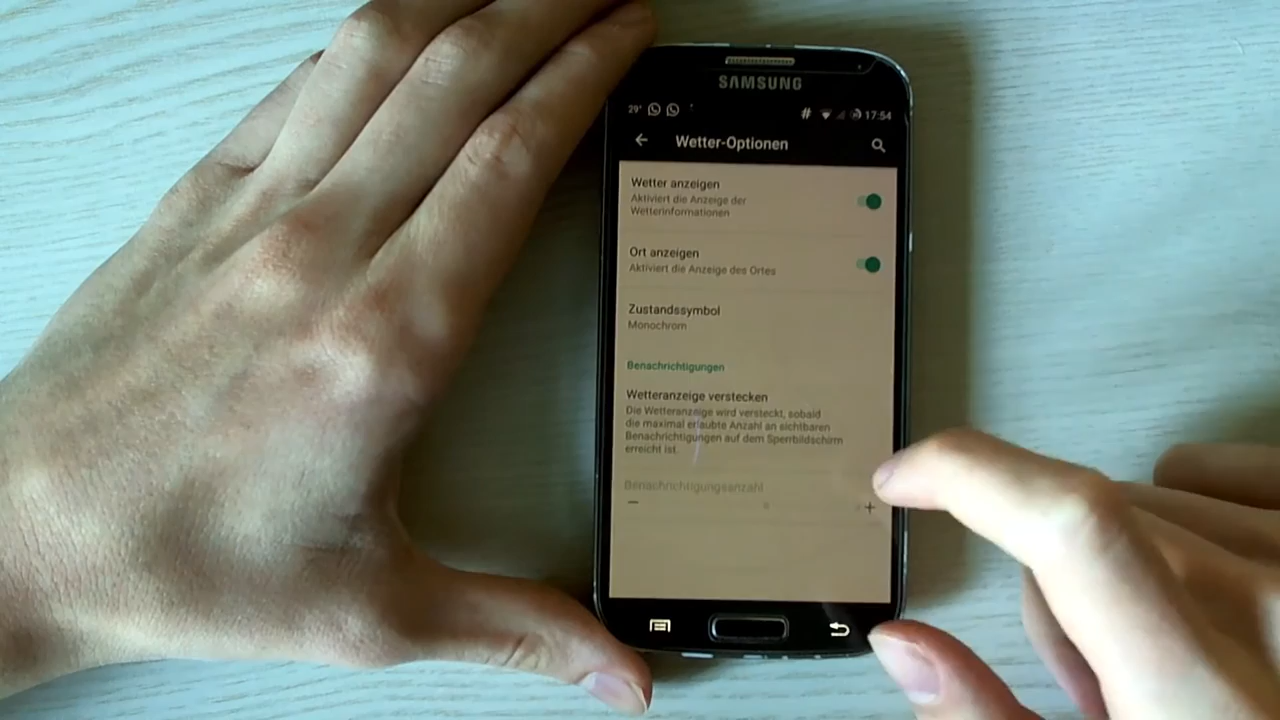 SAMSUNG
29° # 17:54
Wetter-Optionen
Wetter anzeigen
Aktiviert die Anzeige der
Wetterinformationen
Ort anzeigen
Aktiviert die Anzeige des Ortes
Zustandssymbol
Monochrom
Benachrichtigungen
Wetteranzeige verstecken
Die Wetteranzeige wird versteckt, sobald
die maximal erlaubte Anzahl an sichtbaren
Benachrichtigungen auf dem Sperrbildschirm
erreicht ist.
Benachrichtigungsanzahl
− +